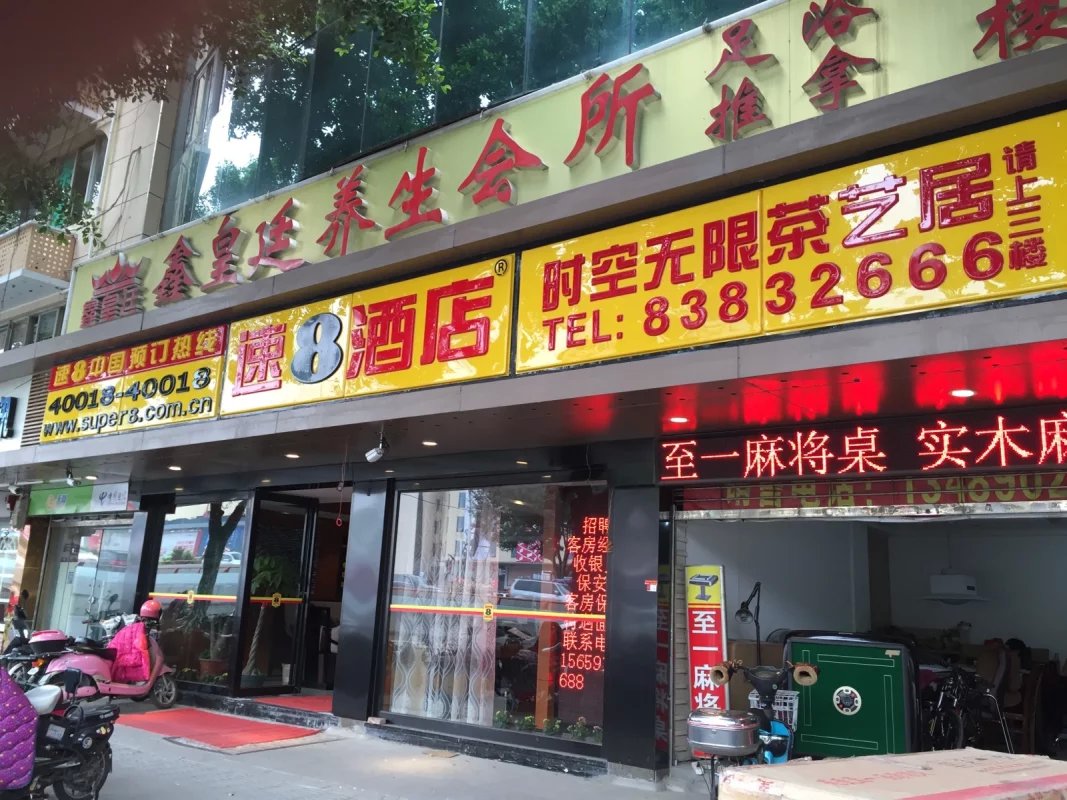 鑫皇廷养生会所
足浴
推拿
楼
速8中国预订热线
40018-40018
www.super8.com.cn
速8酒店®
时空无限茶艺居
TEL: 83832666
请上三楼
至一麻将桌 实木麻
招聘
客房经
收银
保安
客房保
联系电
15659
688
至一麻将